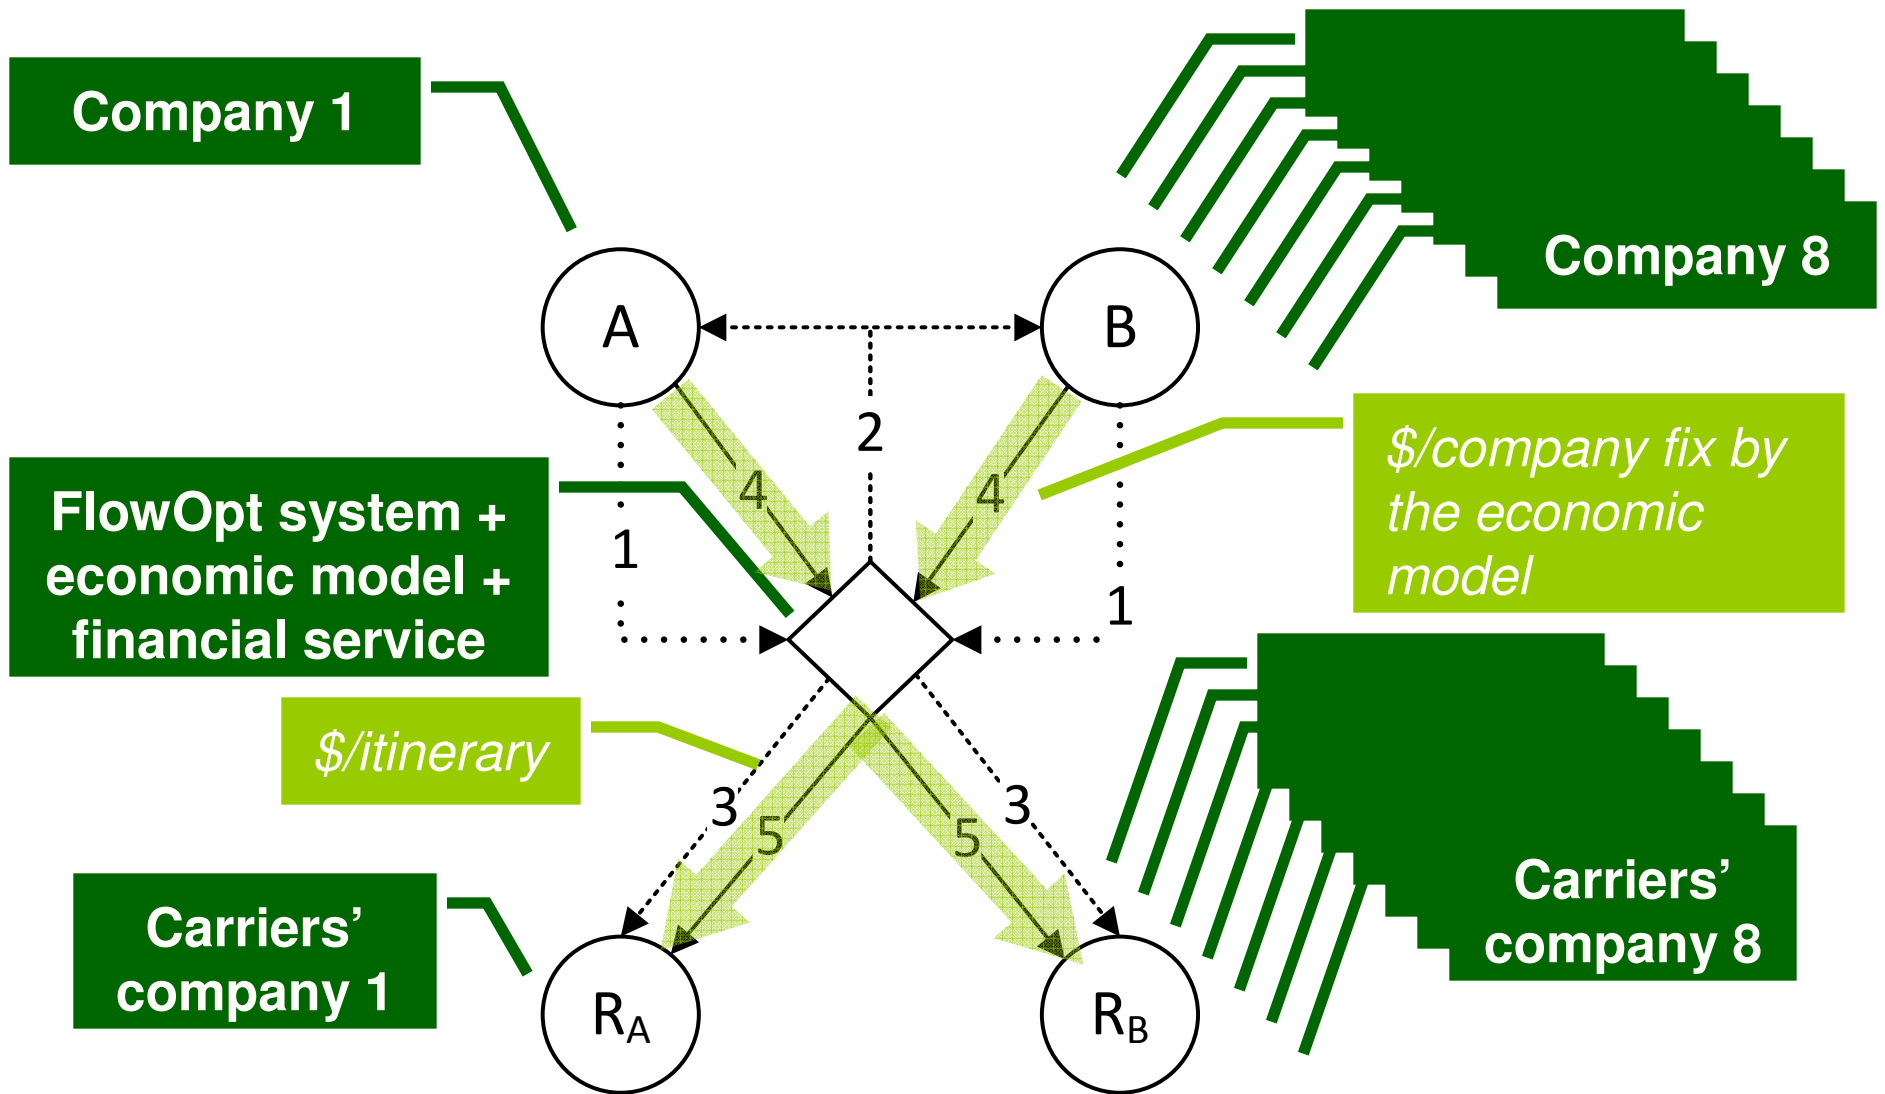 Company 1
Company 8
A
B
2
$/company fix by
the economic
model
4
4
FlowOpt system +
economic model +
financial service
1
1
$/itinerary
3
3
5
5
Carriers’
company 1
Carriers’
company 8
RA
RB